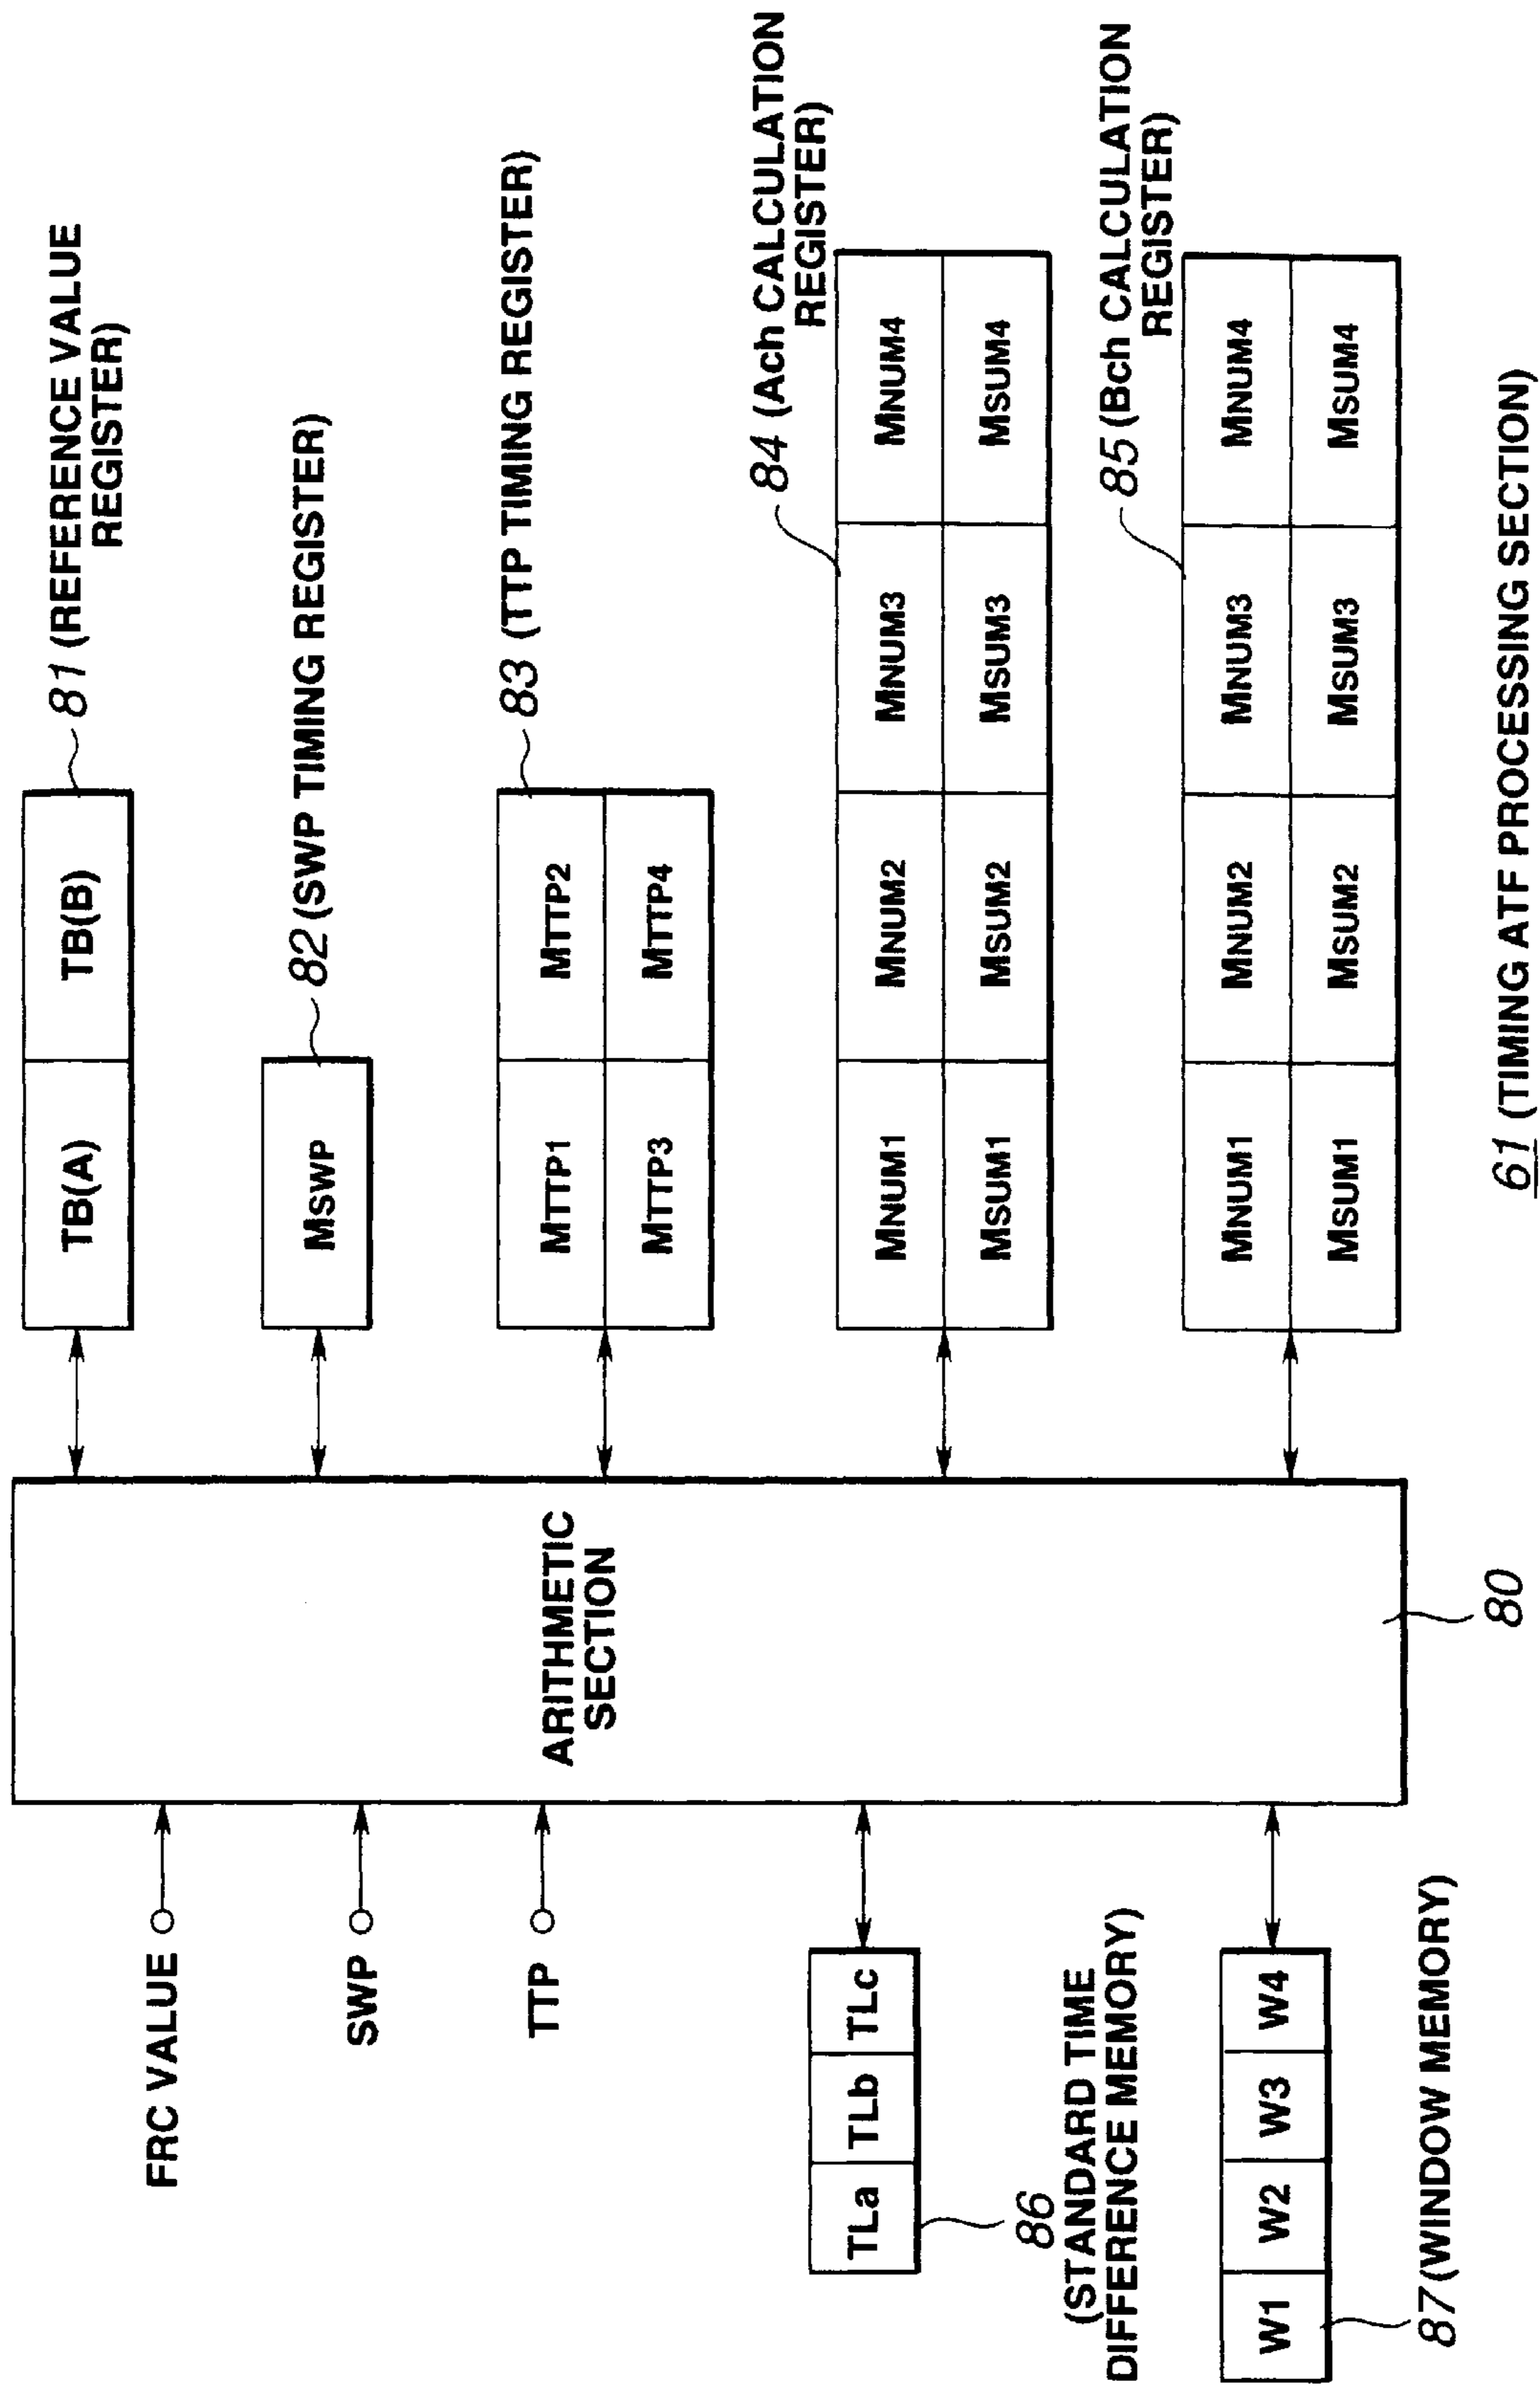 FRC VALUE
SWP
TTP
TLa TLb TLc
86
(STANDARD TIME
DIFFERENCE MEMORY)
W1 W2 W3 W4
87 (WINDOW MEMORY)
ARITHMETIC
SECTION
80
TB(A) TB(B)
81 (REFERENCE VALUE
REGISTER)
MSWP
82 (SWP TIMING REGISTER)
MTTP1 MTTP2
MTTP3 MTTP4
83 (TTP TIMING REGISTER)
84 (Ach CALCULATION
REGISTER)
MNUM1 MNUM2 MNUM3 MNUM4
MSUM1 MSUM2 MSUM3 MSUM4
85 (Bch CALCULATION
REGISTER)
MNUM1 MNUM2 MNUM3 MNUM4
MSUM1 MSUM2 MSUM3 MSUM4
61 (TIMING ATF PROCESSING SECTION)